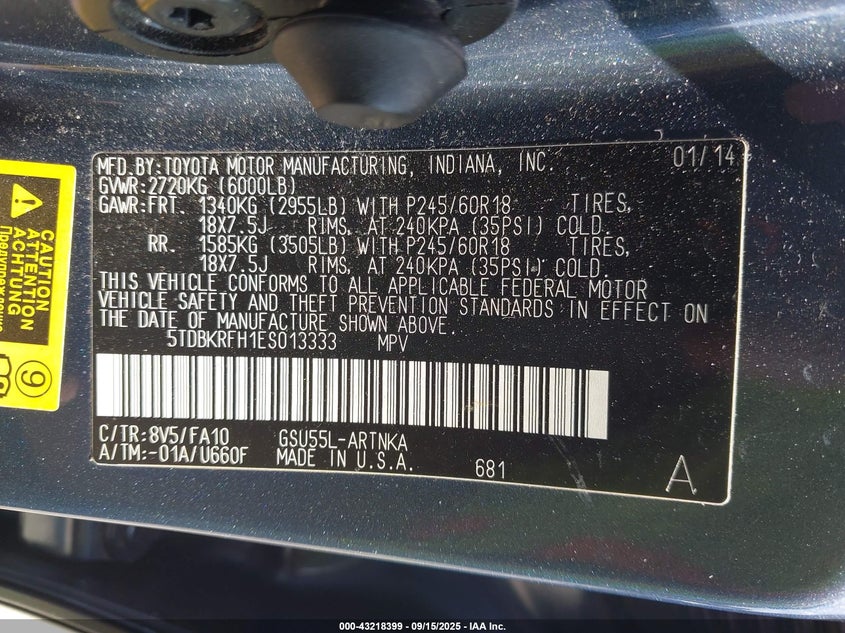 MFD.BY:TOYOTA MOTOR MANUFACTURING, INDIANA, INC. 01/14
GVWR:2720KG (6000LB)
GAWR:FRT. 1340KG (2955LB) WITH P245/60R18 TIRES,
18X7.5J RIMS, AT 240KPA (35PSI) COLD.
RR. 1585KG (3505LB) WITH P245/60R18 TIRES,
18X7.5J RIMS, AT 240KPA (35PSI) COLD.
THIS VEHICLE CONFORMS TO ALL APPLICABLE FEDERAL MOTOR
VEHICLE SAFETY AND THEFT PREVENTION STANDARDS IN EFFECT ON
THE DATE OF MANUFACTURE SHOWN ABOVE.
5TDBKRFH1ES013333 MPV
C/TR:8V5/FA10 GSU55L-ARTNKA
A/TM:-01A/U660F MADE IN U.S.A. 681 A
CAUTION
ATTENTION
ACHTUNG
9
000-43218399 - 09/15/2025 - IAA Inc.